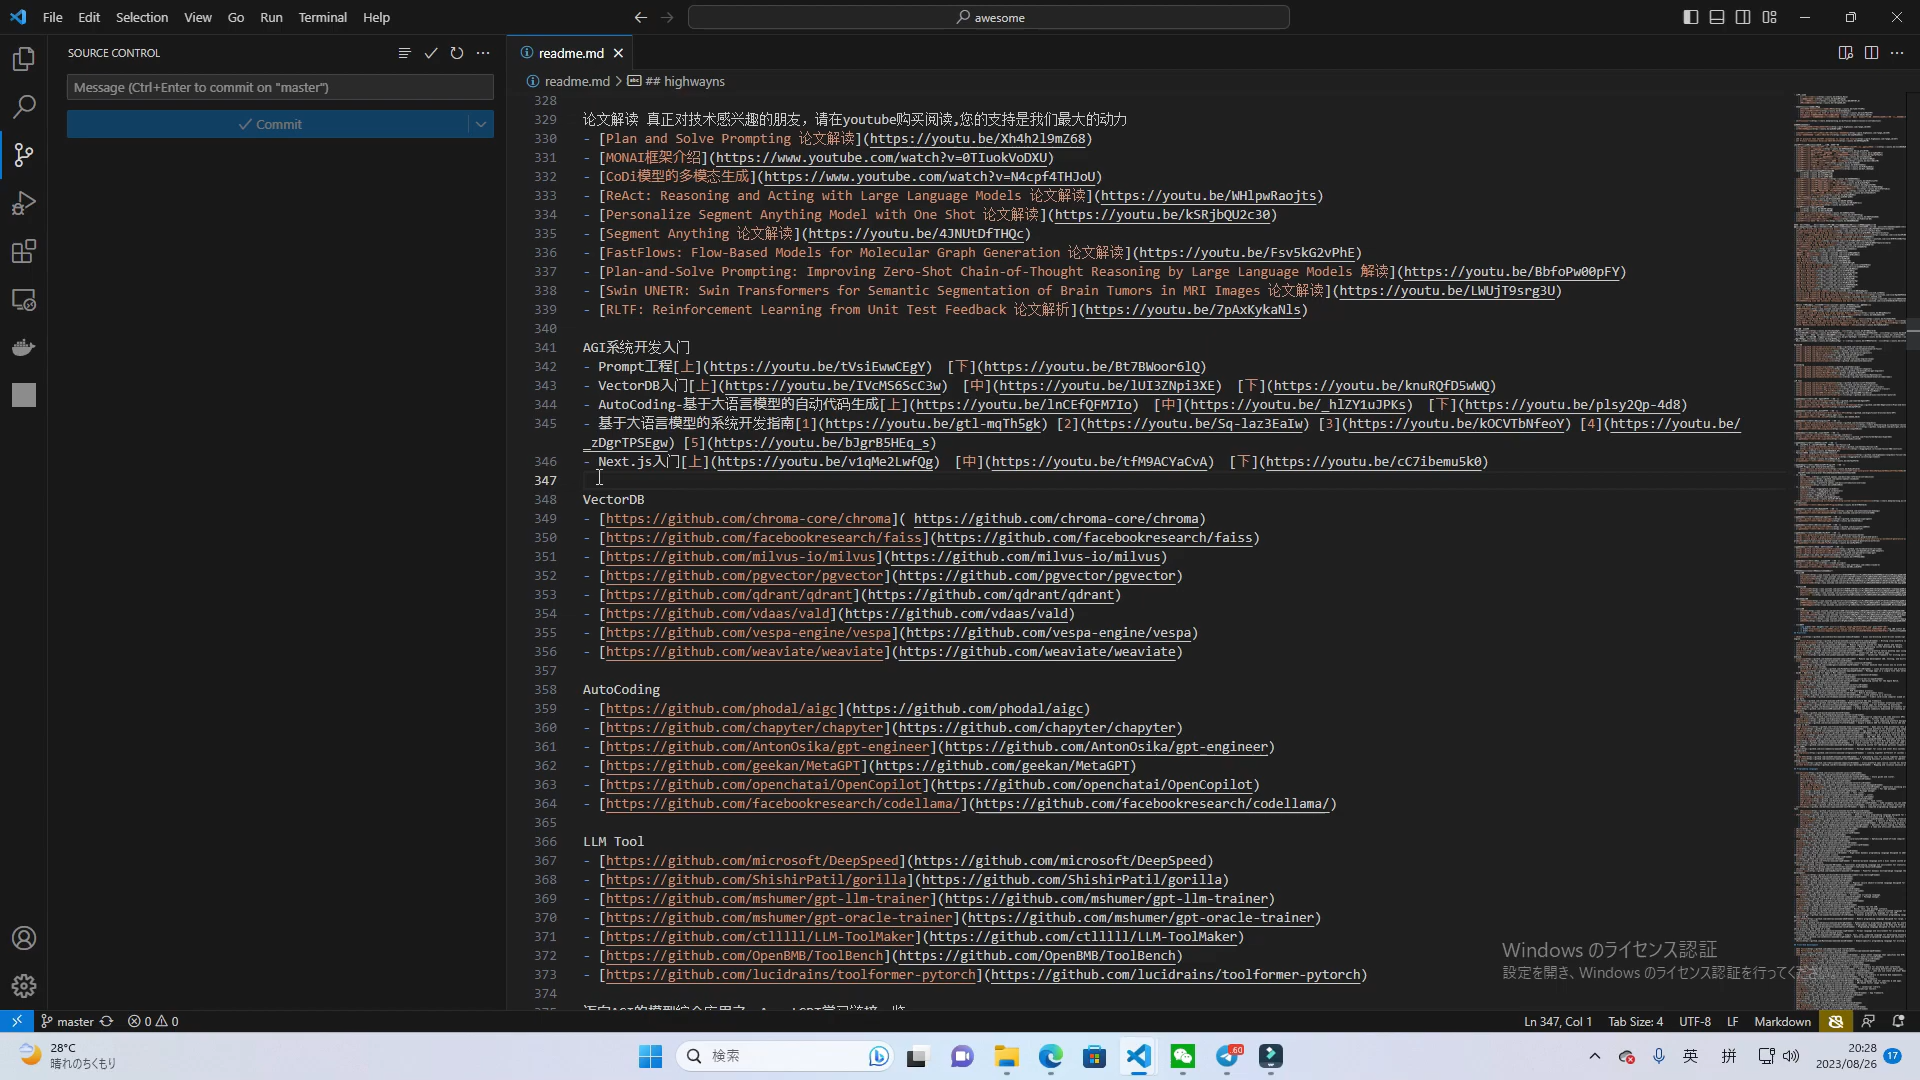 File Edit Selection View Go Run Terminal Help
awesome
SOURCE CONTROL
Message (Ctrl+Enter to commit on "master")
Commit
readme.md
readme.md > ## highwayns
328
329 论文解读 真正对技术感兴趣的朋友，请在youtube购买阅读,您的支持是我们最大的动力
330 - [Plan and Solve Prompting 论文解读](https://youtu.be/Xh4h2l9mZ68)
331 - [MONAI框架介绍](https://www.youtube.com/watch?v=0TIuokVoDXU)
332 - [CoDi模型的多模态生成](https://www.youtube.com/watch?v=N4cpf4THJoU)
333 - [ReAct: Reasoning and Acting with Large Language Models 论文解读](https://youtu.be/WHlpwRaojts)
334 - [Personalize Segment Anything Model with One Shot 论文解读](https://youtu.be/kSRjbQU2c30)
335 - [Segment Anything 论文解读](https://youtu.be/4JNUtDfTHQc)
336 - [FastFlows: Flow-Based Models for Molecular Graph Generation 论文解读](https://youtu.be/Fsv5kG2vPhE)
337 - [Plan-and-Solve Prompting: Improving Zero-Shot Chain-of-Thought Reasoning by Large Language Models 解读](https://youtu.be/BbfoPw00pFY)
338 - [Swin UNETR: Swin Transformers for Semantic Segmentation of Brain Tumors in MRI Images 论文解读](https://youtu.be/LWUjT9srg3U)
339 - [RLTF: Reinforcement Learning from Unit Test Feedback 论文解析](https://youtu.be/7pAxKykaNls)
340
341 AGI系统开发入门
342 - Prompt工程[上](https://youtu.be/tVsiEwwCEgY) [下](https://youtu.be/Bt7BWoor6lQ)
343 - VectorDB入门[上](https://youtu.be/IVcMS6ScC3w) [中](https://youtu.be/lUI3ZNpi3XE) [下](https://youtu.be/knuRQfD5wWQ)
344 - AutoCoding-基于大语言模型的自动代码生成[上](https://youtu.be/lnCEfQFM7Io) [中](https://youtu.be/_hlZY1uJPKs) [下](https://youtu.be/plsy2Qp-4d8)
345 - 基于大语言模型的系统开发指南[1](https://youtu.be/gtl-mqTh5gk) [2](https://youtu.be/Sq-laz3EaIw) [3](https://youtu.be/kOCVTbNfeoY) [4](https://youtu.be/
_zDgrTPSEgw) [5](https://youtu.be/bJgrB5HEq_s)
346 - Next.js入门[上](https://youtu.be/v1qMe2LwfQg) [中](https://youtu.be/tfM9ACYaCvA) [下](https://youtu.be/cC7ibemu5k0)
347
348 VectorDB
349 - [https://github.com/chroma-core/chroma]( https://github.com/chroma-core/chroma)
350 - [https://github.com/facebookresearch/faiss](https://github.com/facebookresearch/faiss)
351 - [https://github.com/milvus-io/milvus](https://github.com/milvus-io/milvus)
352 - [https://github.com/pgvector/pgvector](https://github.com/pgvector/pgvector)
353 - [https://github.com/qdrant/qdrant](https://github.com/qdrant/qdrant)
354 - [https://github.com/vdaas/vald](https://github.com/vdaas/vald)
355 - [https://github.com/vespa-engine/vespa](https://github.com/vespa-engine/vespa)
356 - [https://github.com/weaviate/weaviate](https://github.com/weaviate/weaviate)
357
358 AutoCoding
359 - [https://github.com/phodal/aigc](https://github.com/phodal/aigc)
360 - [https://github.com/chapyter/chapyter](https://github.com/chapyter/chapyter)
361 - [https://github.com/AntonOsika/gpt-engineer](https://github.com/AntonOsika/gpt-engineer)
362 - [https://github.com/geekan/MetaGPT](https://github.com/geekan/MetaGPT)
363 - [https://github.com/openchatai/OpenCopilot](https://github.com/openchatai/OpenCopilot)
364 - [https://github.com/facebookresearch/codellama/](https://github.com/facebookresearch/codellama/)
365
366 LLM Tool
367 - [https://github.com/microsoft/DeepSpeed](https://github.com/microsoft/DeepSpeed)
368 - [https://github.com/ShishirPatil/gorilla](https://github.com/ShishirPatil/gorilla)
369 - [https://github.com/mshumer/gpt-llm-trainer](https://github.com/mshumer/gpt-llm-trainer)
370 - [https://github.com/mshumer/gpt-oracle-trainer](https://github.com/mshumer/gpt-oracle-trainer)
371 - [https://github.com/ctlllll/LLM-ToolMaker](https://github.com/ctlllll/LLM-ToolMaker)
372 - [https://github.com/OpenBMB/ToolBench](https://github.com/OpenBMB/ToolBench)
373 - [https://github.com/lucidrains/toolformer-pytorch](https://github.com/lucidrains/toolformer-pytorch)
374
Windows のライセンス認証
設定を開き、Windows のライセンス認証を行ってくだ
master 0 0
Ln 347, Col 1 Tab Size: 4 UTF-8 LF Markdown
28°C
晴れのちくもり
検索
60
英 拼
20:28
2023/08/26
17